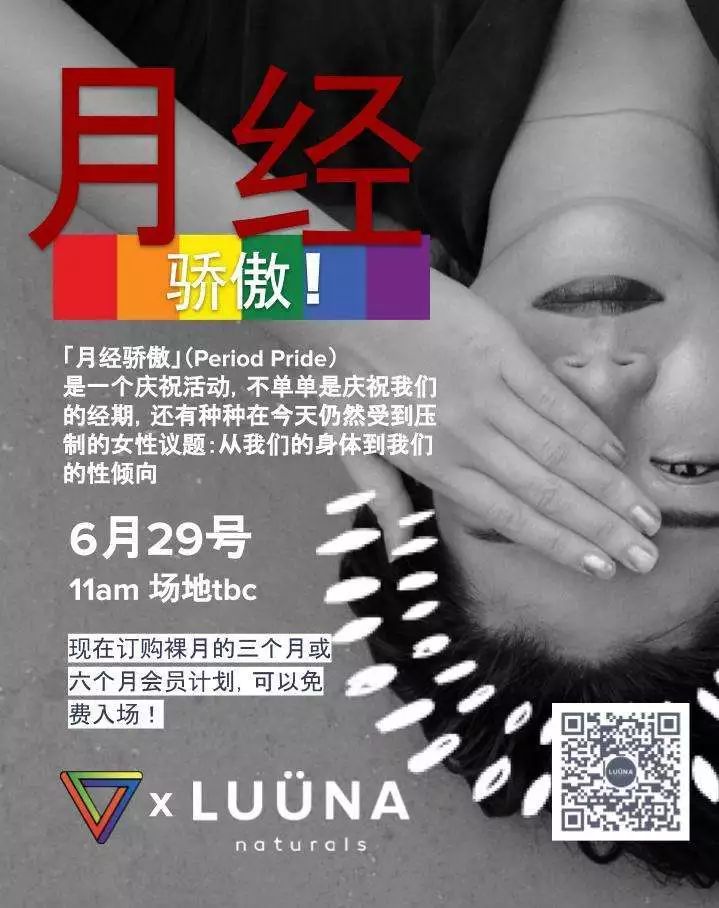 月经
骄傲!
「月经骄傲」(Period Pride)
是一个庆祝活动, 不单单是庆祝我们
的经期, 还有种种在今天仍然受到压
制的女性议题:从我们的身体到我们
的性倾向
6月29号
11am 场地tbc
现在订购裸月的三个月或
六个月会员计划, 可以免
费入场!
x LUÜNA
naturals
LUÜNA